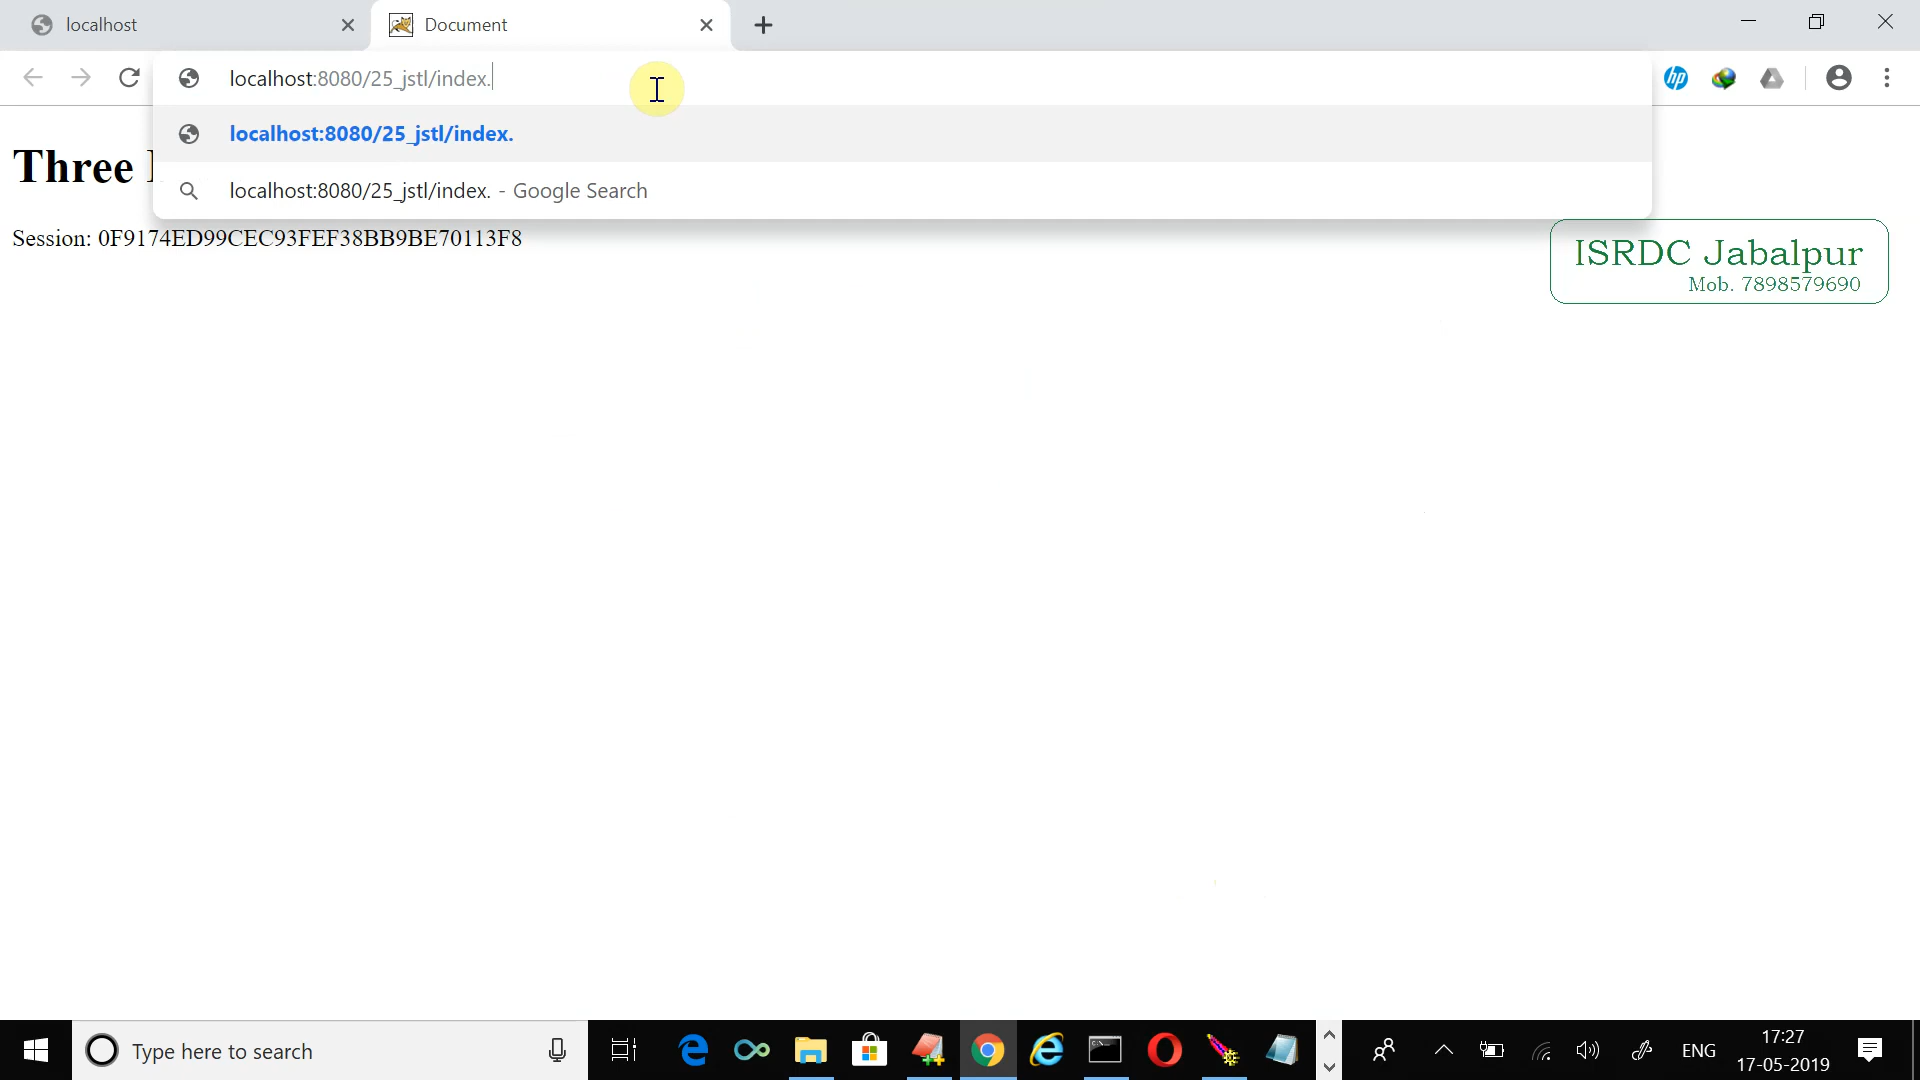 localhost
Document
localhost:8080/25_jstl/index.
localhost:8080/25_jstl/index.
localhost:8080/25_jstl/index. - Google Search
Three
Session: 0F9174ED99CEC93FEF38BB9BE70113F8
ISRDC Jabalpur
Mob. 7898579690
hp
Type here to search
ENG
17:27
17-05-2019